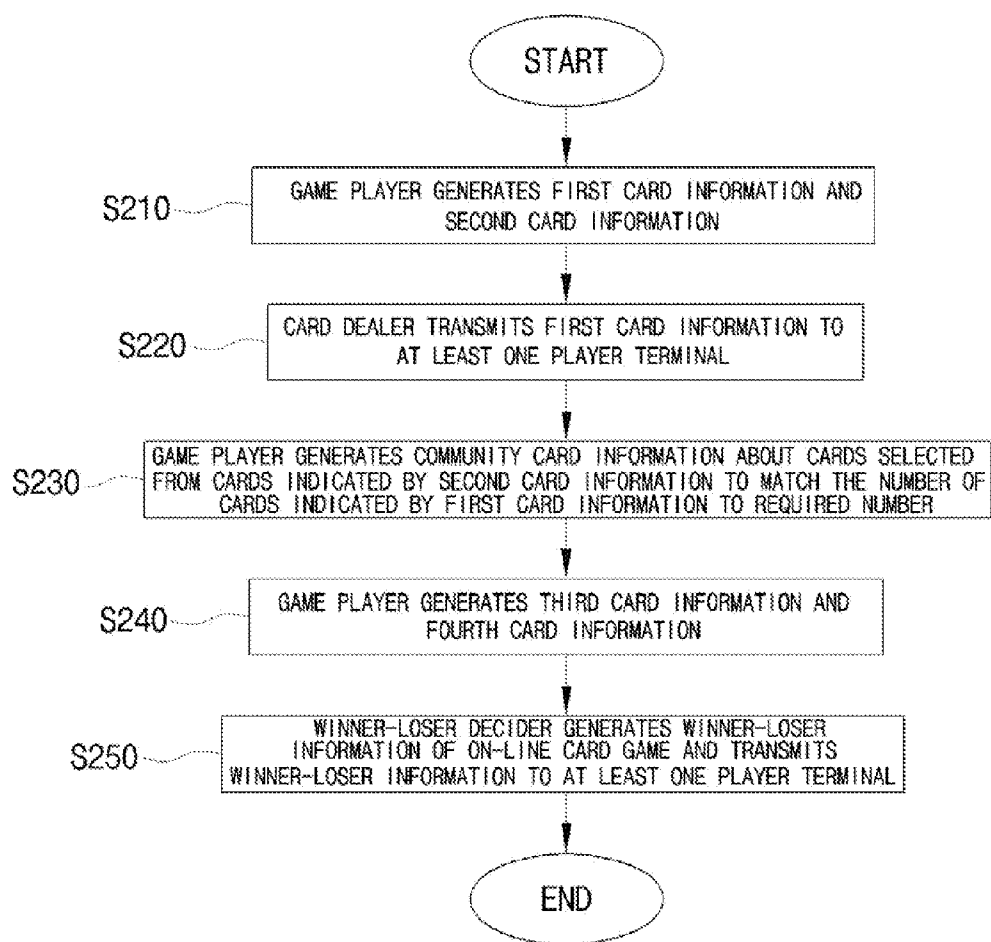 START
S210
GAME PLAYER GENERATES FIRST CARD INFORMATION AND
SECOND CARD INFORMATION
S220
CARD DEALER TRANSMITS FIRST CARD INFORMATION TO
AT LEAST ONE PLAYER TERMINAL
S230
GAME PLAYER GENERATES COMMUNITY CARD INFORMATION ABOUT CARDS SELECTED
FROM CARDS INDICATED BY SECOND CARD INFORMATION TO MATCH THE NUMBER OF
CARDS INDICATED BY FIRST CARD INFORMATION TO REQUIRED NUMBER
S240
GAME PLAYER GENERATES THIRD CARD INFORMATION AND
FOURTH CARD INFORMATION
S250
WINNER-LOSER DECIDER GENERATES WINNER-LOSER
INFORMATION OF ON-LINE CARD GAME AND TRANSMITS
WINNER-LOSER INFORMATION TO AT LEAST ONE PLAYER TERMINAL
END